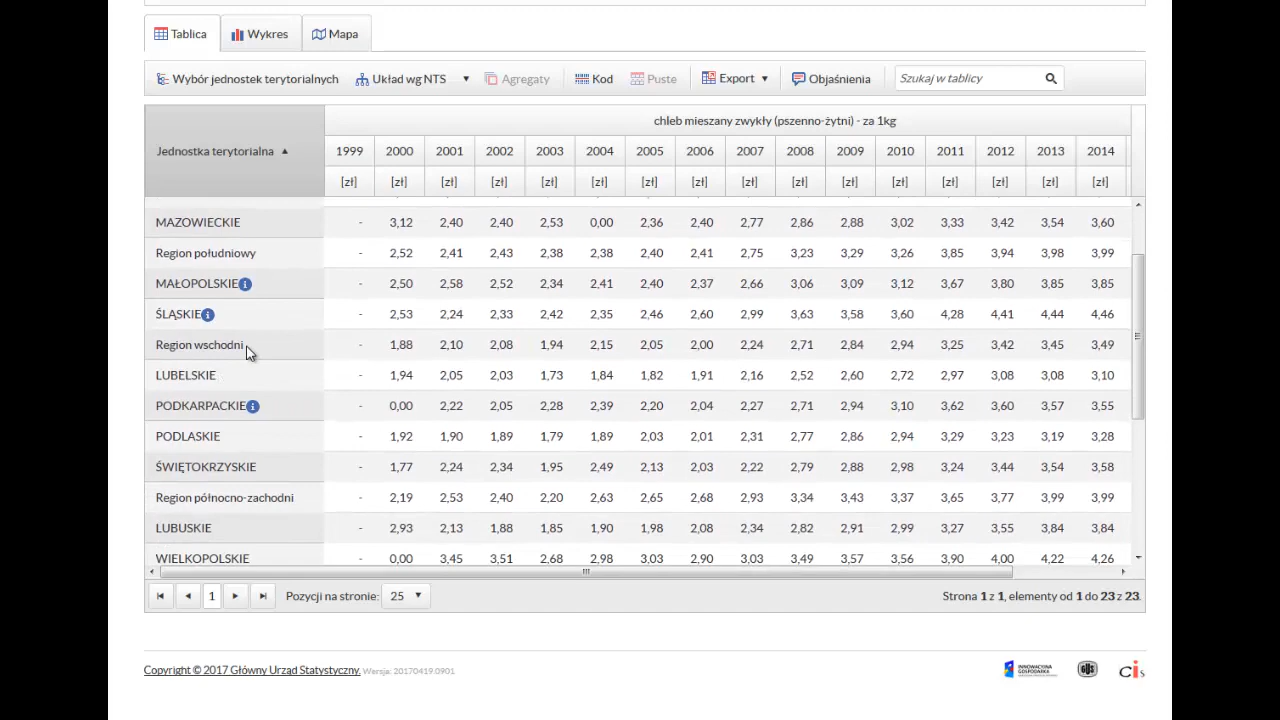 Tablica Wykres Mapa
Wybór jednostek terytorialnych Układ wg NTS Agregaty Kod Puste Export Objaśnienia Szukaj w tablicy
chleb mieszany zwykły (pszenno-żytni) - za 1kg
Jednostka terytorialna 1999 2000 2001 2002 2003 2004 2005 2006 2007 2008 2009 2010 2011 2012 2013 2014
[zł] [zł] [zł] [zł] [zł] [zł] [zł] [zł] [zł] [zł] [zł] [zł] [zł] [zł] [zł] [zł]
MAZOWIECKIE - 3,12 2,40 2,40 2,53 0,00 2,36 2,40 2,77 2,86 2,88 3,02 3,33 3,42 3,54 3,60
Region południowy - 2,52 2,41 2,43 2,38 2,38 2,40 2,41 2,75 3,23 3,29 3,26 3,85 3,94 3,98 3,99
MAŁOPOLSKIE - 2,50 2,58 2,52 2,34 2,41 2,40 2,37 2,66 3,06 3,09 3,12 3,67 3,80 3,85 3,85
ŚLĄSKIE - 2,53 2,24 2,33 2,42 2,35 2,46 2,60 2,99 3,63 3,58 3,60 4,28 4,41 4,44 4,46
Region wschodni - 1,88 2,10 2,08 1,94 2,15 2,05 2,00 2,24 2,71 2,84 2,94 3,25 3,42 3,45 3,49
LUBELSKIE - 1,94 2,05 2,03 1,73 1,84 1,82 1,91 2,16 2,52 2,60 2,72 2,97 3,08 3,08 3,10
PODKARPACKIE - 0,00 2,22 2,05 2,28 2,39 2,20 2,04 2,27 2,71 2,94 3,10 3,62 3,60 3,57 3,55
PODLASKIE - 1,92 1,90 1,89 1,79 1,89 2,03 2,01 2,31 2,77 2,86 2,94 3,29 3,23 3,19 3,28
ŚWIĘTOKRZYSKIE - 1,77 2,24 2,34 1,95 2,49 2,13 2,03 2,22 2,79 2,88 2,98 3,24 3,44 3,54 3,58
Region północno-zachodni - 2,19 2,53 2,40 2,20 2,63 2,65 2,68 2,93 3,34 3,43 3,37 3,65 3,77 3,99 3,99
LUBUSKIE - 2,93 2,13 1,88 1,85 1,90 1,98 2,08 2,34 2,82 2,91 2,99 3,27 3,55 3,84 3,84
WIELKOPOLSKIE - 0,00 3,45 3,51 2,68 2,98 3,03 2,90 3,03 3,49 3,57 3,56 3,90 4,00 4,22 4,26
1 Pozycji na stronie: 25 Strona 1 z 1, elementy od 1 do 23 z 23.
Copyright © 2017 Główny Urząd Statystyczny. Wersja: 20170419.0901
INNOWACYJNA
GOSPODARKA
cis